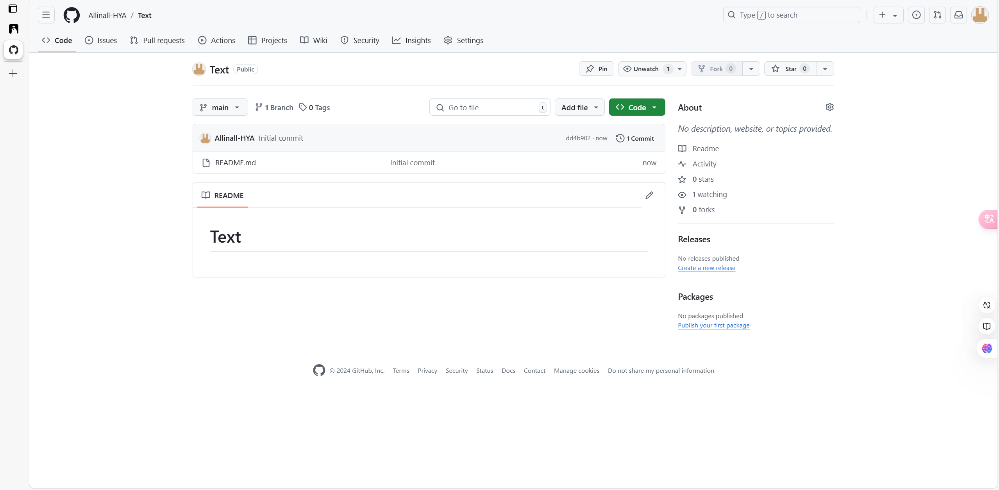 Allinall-HYA / Text
Type / to search
Code Issues Pull requests Actions Projects Wiki Security Insights Settings
Text Public
Pin Unwatch 1 Fork 0 Star 0
main 1 Branch 0 Tags
Go to file t Add file Code
Allinall-HYA Initial commit dd4b902 · now 1 Commit
README.md Initial commit now
README
Text
About
No description, website, or topics provided.
Readme
Activity
0 stars
1 watching
0 forks
Releases
No releases published
Create a new release
Packages
No packages published
Publish your first package
中A
A文
© 2024 GitHub, Inc. Terms Privacy Security Status Docs Contact Manage cookies Do not share my personal information